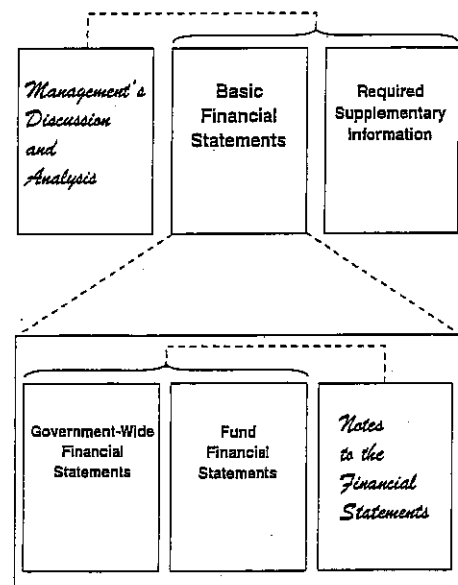 Management's
Discussion
and
Analysis
Basic
Financial
Statements
Required
Supplementary
Information
Government-Wide
Financial
Statements
Fund
Financial
Statements
Notes
to the
Financial
Statements